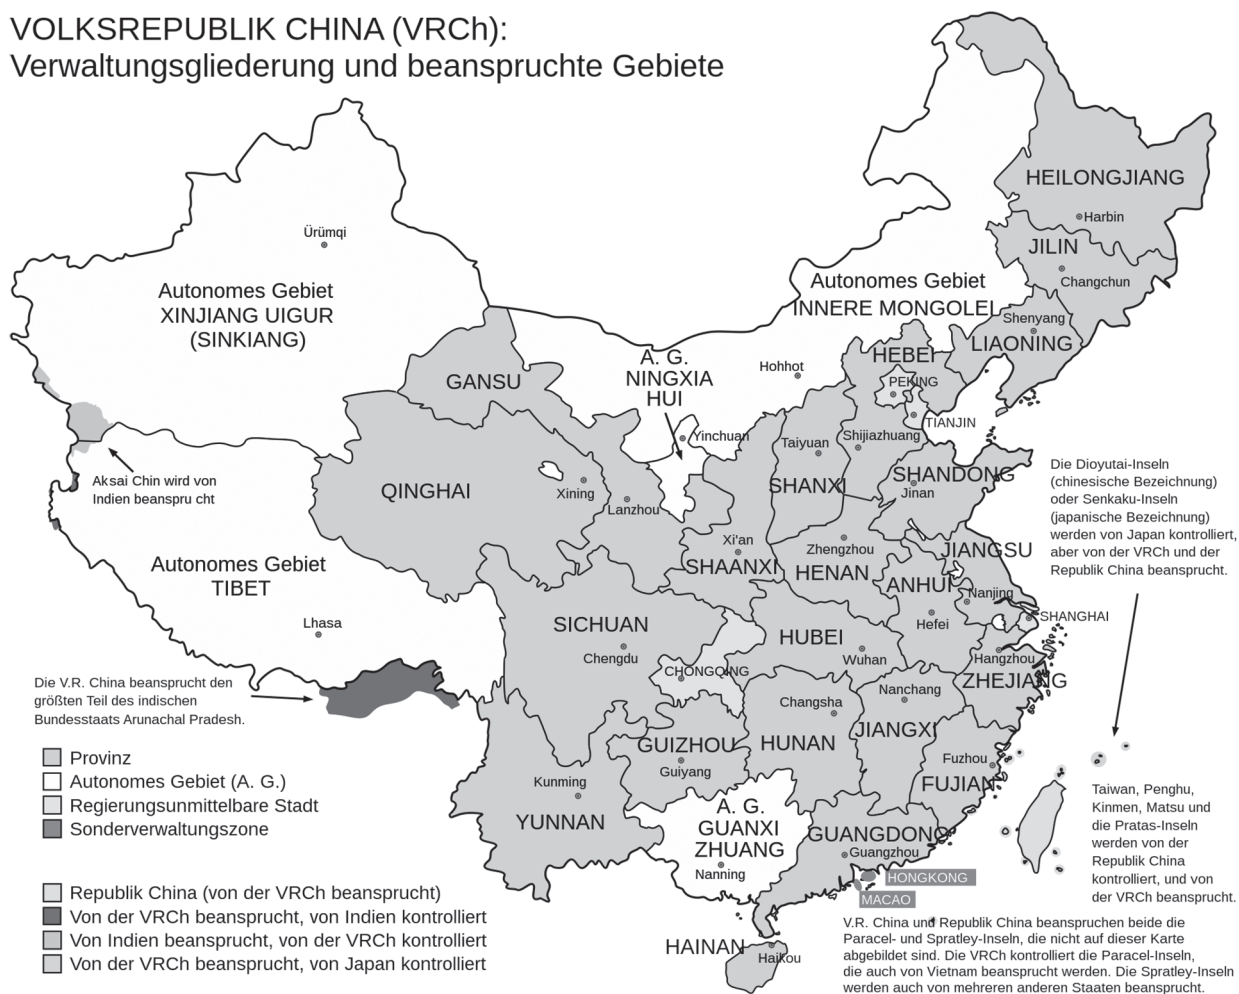 VOLKSREPUBLIK CHINA (VRCh):
Verwaltungsgliederung und beanspruchte Gebiete
HEILONGJIANG
Harbin
JILIN
Changchun
Ürümqi
Autonomes Gebiet
XINJIANG UIGUR
(SINKIANG)
Autonomes Gebiet
INNERE MONGOLEI
Shenyang
LIAONING
A. G.
NINGXIA
HUI
Hohhot
HEBEI
PEKING
TIANJIN
GANSU
Yinchuan
Taiyuan
Shijiazhuang
Aksai Chin wird von
Indien beanspru cht
QINGHAI
Xining
Lanzhou
SHANXI
SHANDONG
Jinan
Die Dioyutai-Inseln
(chinesische Bezeichnung)
oder Senkaku-Inseln
(japanische Bezeichnung)
werden von Japan kontrolliert,
aber von der VRCh und der
Republik China beansprucht.
Xi'an
SHAANXI
Zhengzhou
HENAN
JIANGSU
ANHUI
Nanjing
Hefei
SHANGHAI
Autonomes Gebiet
TIBET
Lhasa
SICHUAN
Chengdu
CHONGQING
HUBEI
Wuhan
Hangzhou
ZHEJIANG
Die V.R. China beansprucht den
größten Teil des indischen
Bundesstaats Arunachal Pradesh.
Changsha
Nanchang
HUNAN
JIANGXI
GUIZHOU
Guiyang
Fuzhou
FUJIAN
Provinz
Autonomes Gebiet (A. G.)
Regierungsunmittelbare Stadt
Sonderverwaltungszone
Kunming
YUNNAN
A. G.
GUANXI
ZHUANG
Nanning
GUANGDONG
Guangzhou
HONGKONG
MACAO
Taiwan, Penghu,
Kinmen, Matsu und
die Pratas-Inseln
werden von der
Republik China
kontrolliert, und von
der VRCh beansprucht.
Republik China (von der VRCh beansprucht)
Von der VRCh beansprucht, von Indien kontrolliert
Von Indien beansprucht, von der VRCh kontrolliert
Von der VRCh beansprucht, von Japan kontrolliert
HAINAN
Haikou
V.R. China und Republik China beanspruchen beide die
Paracel- und Spratley-Inseln, die nicht auf dieser Karte
abgebildet sind. Die VRCh kontrolliert die Paracel-Inseln,
die auch von Vietnam beansprucht werden. Die Spratley-Inseln
werden auch von mehreren anderen Staaten beansprucht.